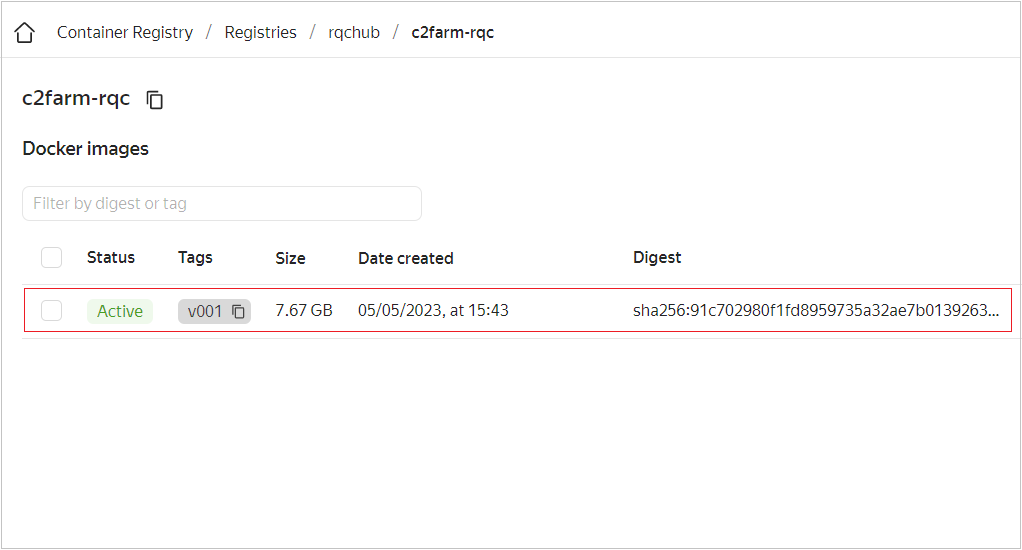 Container Registry / Registries / rqchub / c2farm-rqc
c2farm-rqc
Docker images
Filter by digest or tag
Status Tags Size Date created Digest
Active v001 7.67 GB 05/05/2023, at 15:43 sha256:91c702980f1fd8959735a32ae7b0139263...